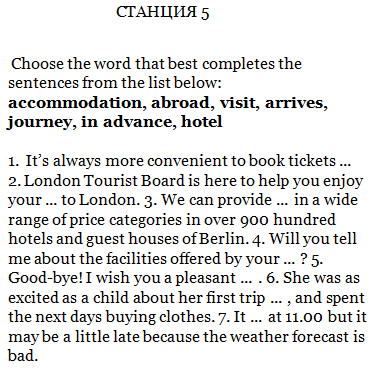 СТАНЦИЯ 5
Choose the word that best completes the
sentences from the list below:
accommodation, abroad, visit, arrives,
journey, in advance, hotel
1.  It’s always more convenient to book tickets ...
2. London Tourist Board is here to help you enjoy
your ... to London. 3. We can provide ... in a wide
range of price categories in over 900 hundred
hotels and guest houses of Berlin. 4. Will you tell
me about the facilities offered by your ... ? 5.
Good-bye! I wish you a pleasant ... . 6. She was as
excited as a child about her first trip ... , and spent
the next days buying clothes. 7. It ... at 11.00 but it
may be a little late because the weather forecast is
bad.